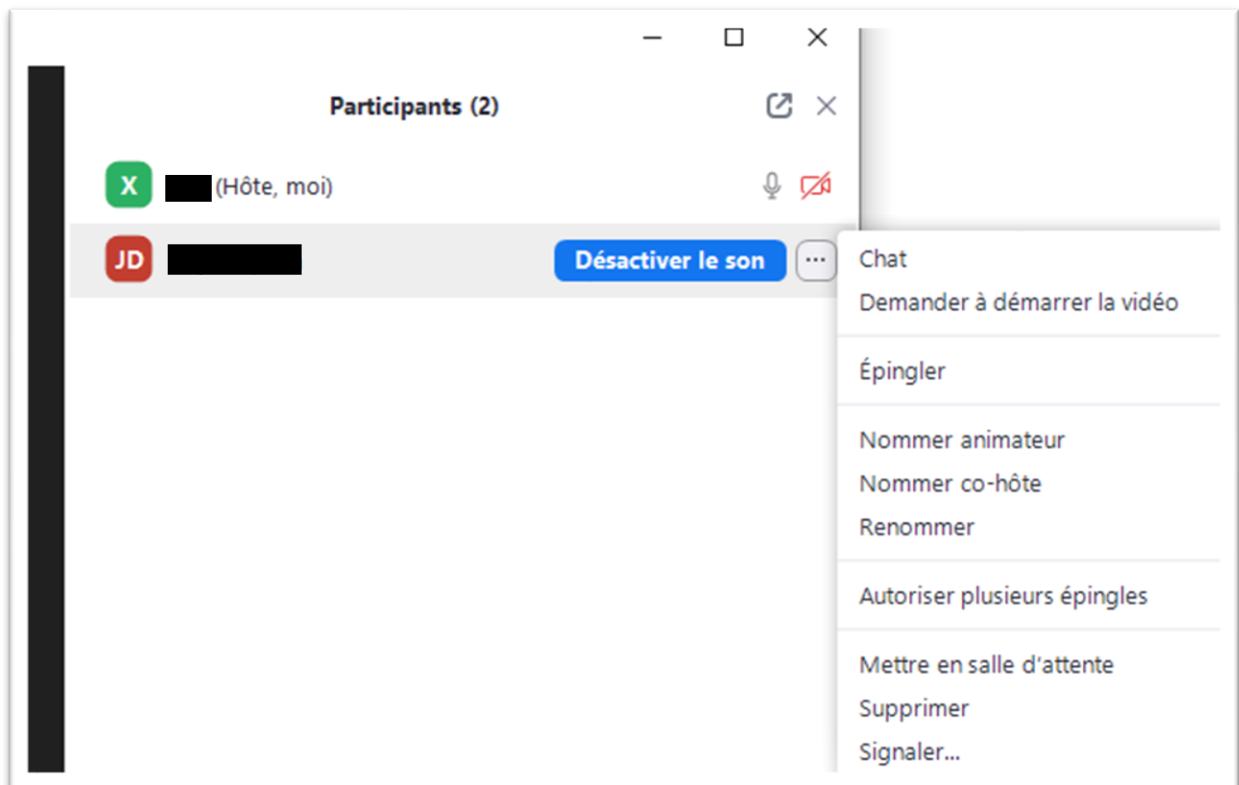 Participants (2)
X (Hôte, moi)
JD Désactiver le son ...
Chat
Demander à démarrer la vidéo
Épingler
Nommer animateur
Nommer co-hôte
Renommer
Autoriser plusieurs épingles
Mettre en salle d'attente
Supprimer
Signaler...